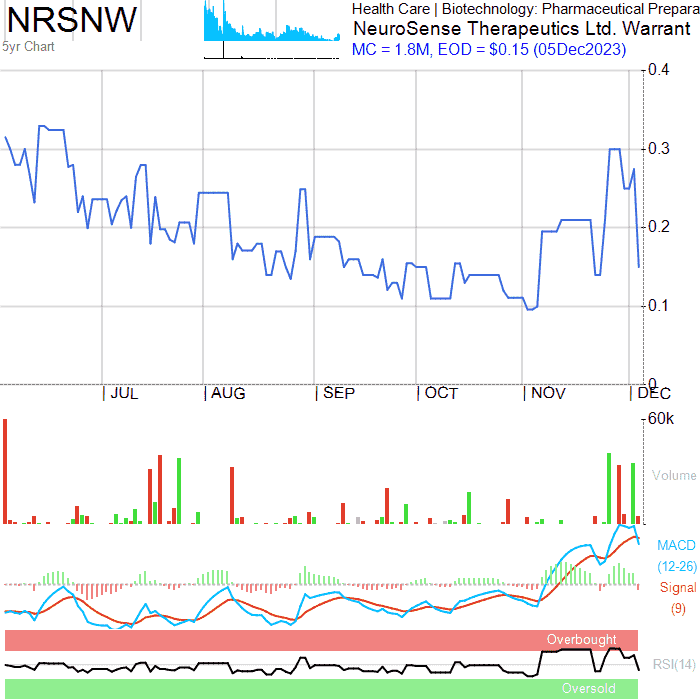 NRSNW
5yr Chart
Health Care | Biotechnology: Pharmaceutical Prepara
NeuroSense Therapeutics Ltd. Warrant
MC = 1.8M, EOD = $0.15 (05Dec2023)
0.4
0.3
0.2
0.1
0
| JUL | AUG | SEP | OCT | NOV | DEC
60k
Volume
MACD
(12-26)
Signal
(9)
Overbought
RSI(14)
Oversold